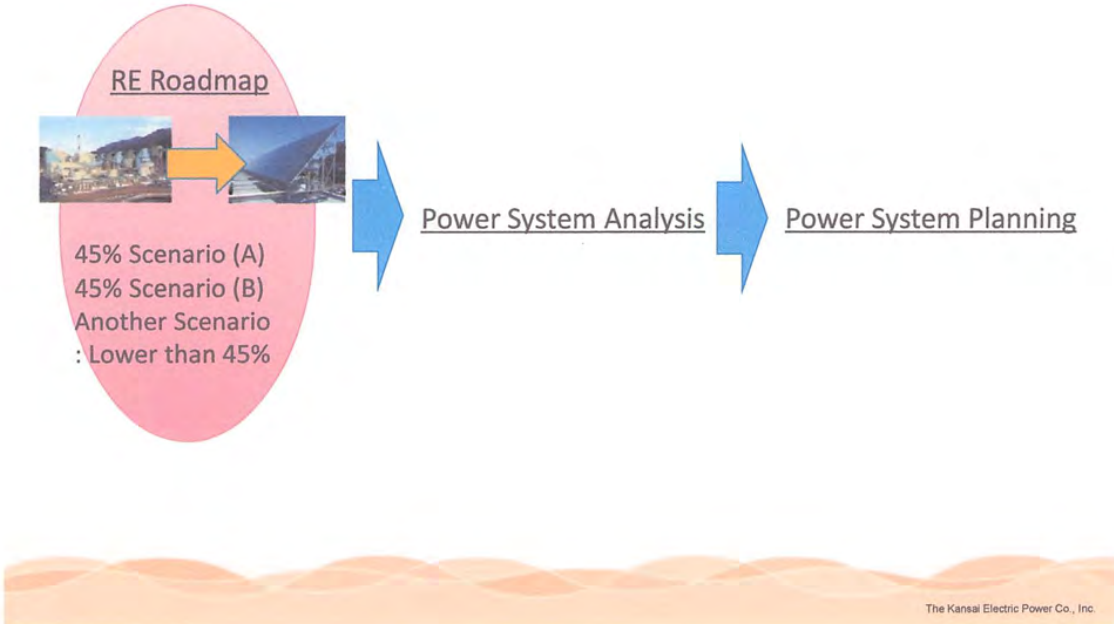 RE Roadmap
45% Scenario (A)
45% Scenario (B)
Another Scenario
: Lower than 45%
Power System Analysis
Power System Planning
The Kansai Electric Power Co., Inc.